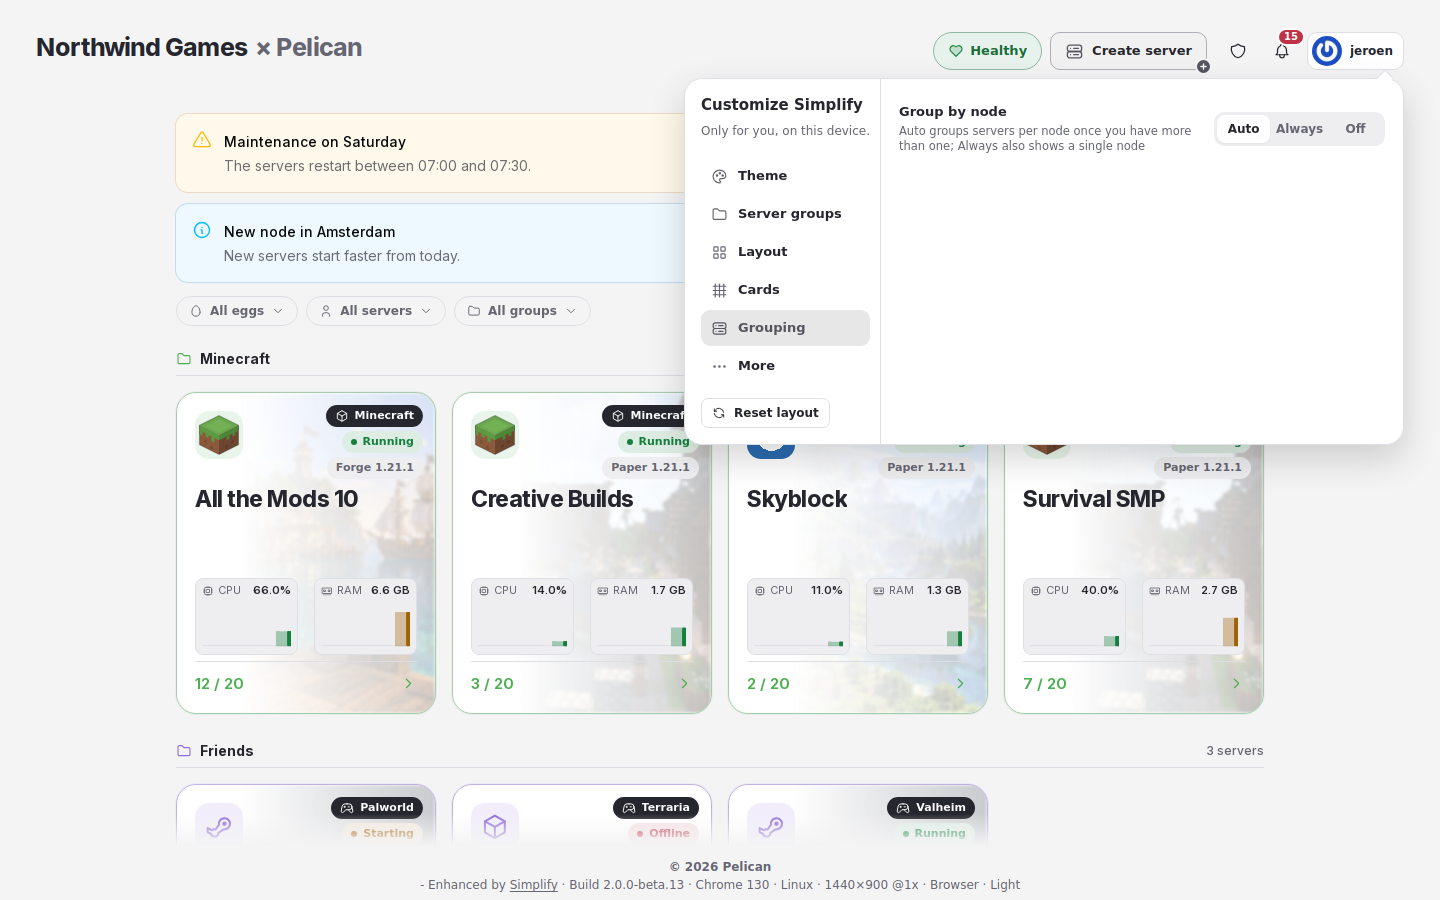 Northwind Games × Pelican
Healthy
Create server
15
jeroen
Maintenance on Saturday
The servers restart between 07:00 and 07:30.
New node in Amsterdam
New servers start faster from today.
Customize Simplify
Only for you, on this device.
Theme
Server groups
Layout
Cards
Grouping
More
Reset layout
Group by node
Auto groups servers per node once you have more
than one; Always also shows a single node
Auto
Always
Off
All eggs
All servers
All groups
Minecraft
Minecraft
Running
Forge 1.21.1
All the Mods 10
CPU 66.0%
RAM 6.6 GB
12 / 20
Minecraft
Running
Paper 1.21.1
Creative Builds
CPU 14.0%
RAM 1.7 GB
3 / 20
Paper 1.21.1
Skyblock
CPU 11.0%
RAM 1.3 GB
2 / 20
Paper 1.21.1
Survival SMP
CPU 40.0%
RAM 2.7 GB
7 / 20
Friends
3 servers
Palworld
Starting
Terraria
Offline
Valheim
Running
© 2026 Pelican
- Enhanced by Simplify · Build 2.0.0-beta.13 · Chrome 130 · Linux · 1440×900 @1x · Browser · Light